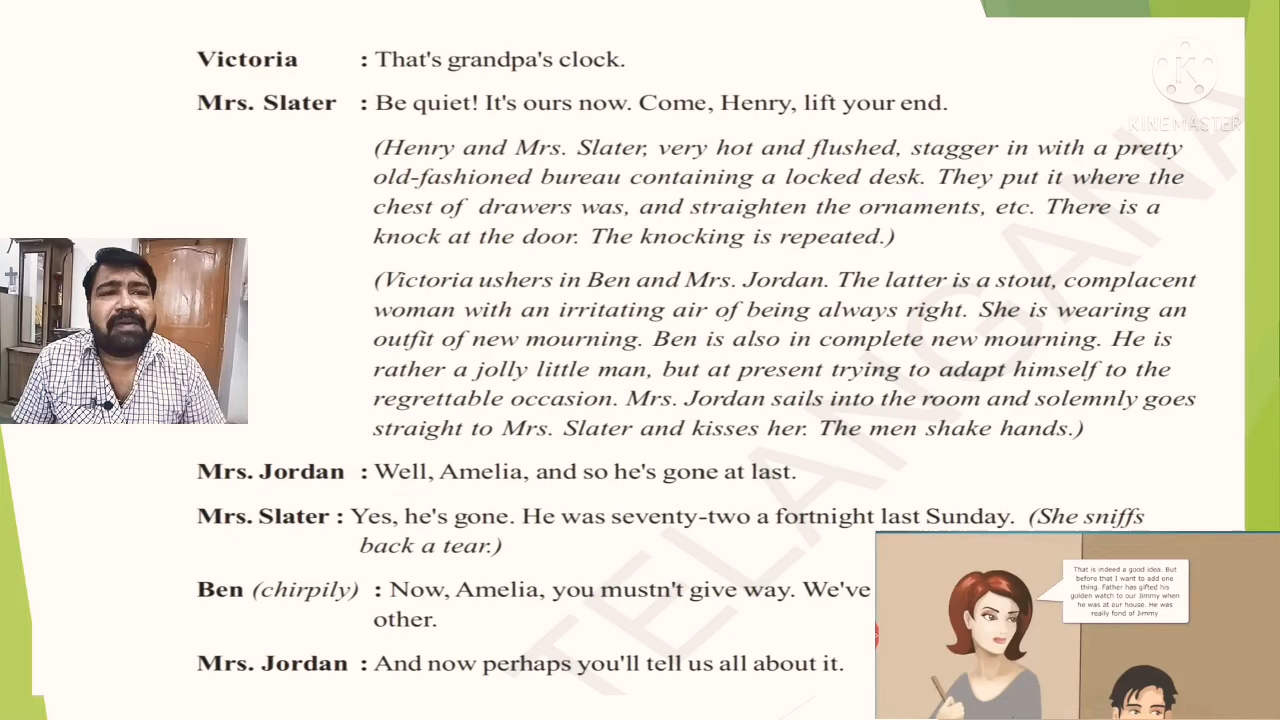 Victoria : That's grandpa's clock.
Mrs. Slater : Be quiet! It's ours now. Come, Henry, lift your end.
(Henry and Mrs. Slater, very hot and flushed, stagger in with a pretty
old-fashioned bureau containing a locked desk. They put it where the
chest of drawers was, and straighten the ornaments, etc. There is a
knock at the door. The knocking is repeated.)
(Victoria ushers in Ben and Mrs. Jordan. The latter is a stout, complacent
woman with an irritating air of being always right. She is wearing an
outfit of new mourning. Ben is also in complete new mourning. He is
rather a jolly little man, but at present trying to adapt himself to the
regrettable occasion. Mrs. Jordan sails into the room and solemnly goes
straight to Mrs. Slater and kisses her. The men shake hands.)
Mrs. Jordan : Well, Amelia, and so he's gone at last.
Mrs. Slater : Yes, he's gone. He was seventy-two a fortnight last Sunday. (She sniffs
back a tear.)
Ben (chirpily) : Now, Amelia, you mustn't give way. We've
other.
Mrs. Jordan : And now perhaps you'll tell us all about it.
That is indeed a good idea. But
before that I want to add one
thing. Father has gifted his
golden watch to our Jimmy when
he was at our house. He was
really fond of Jimmy
K
KINEMASTER
TELANGANA